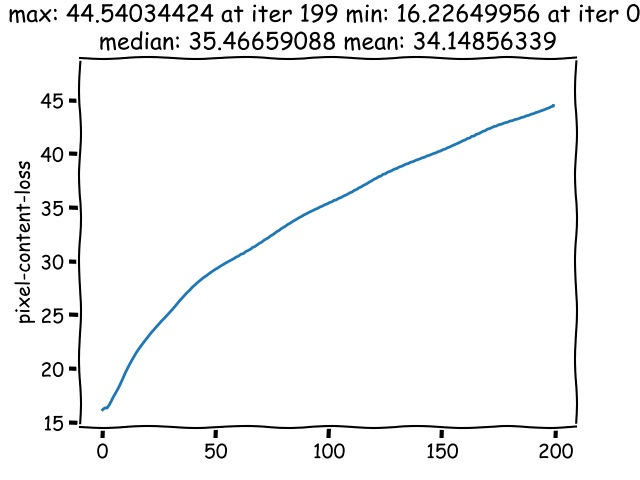 max: 44.54034424 at iter 199 min: 16.22649956 at iter 0
median: 35.46659088 mean: 34.14856339
pixel-content-loss
45
40
35
30
25
20
15
0 50 100 150 200